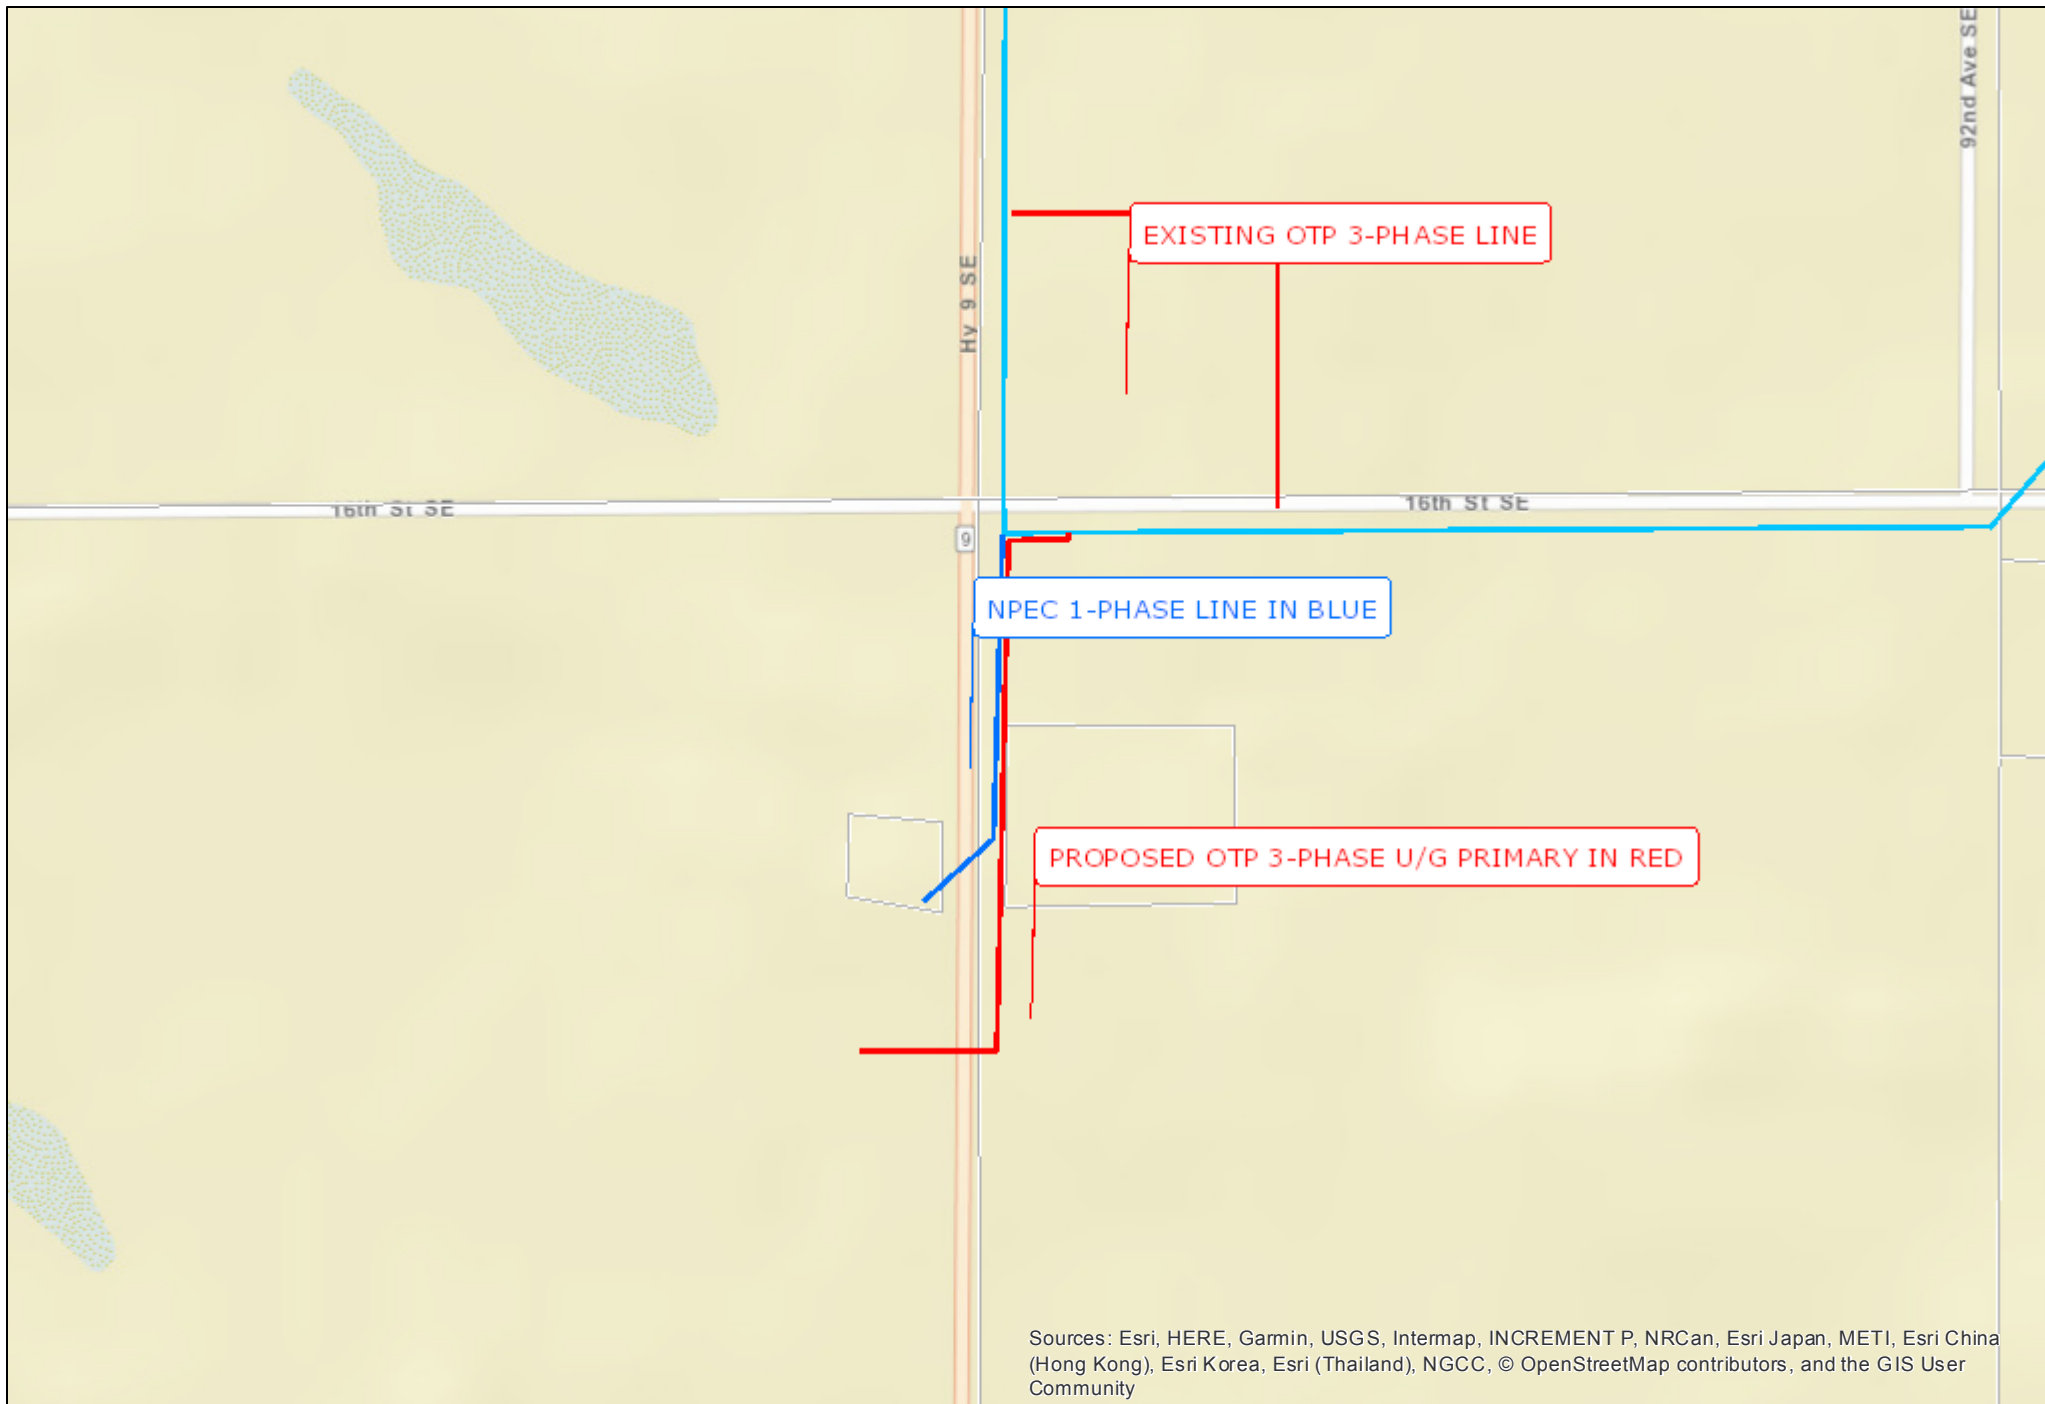 92nd Ave SE
EXISTING OTP 3-PHASE LINE
Hy 9 SE
16th St SE
16th St SE
9
NPEC 1-PHASE LINE IN BLUE
PROPOSED OTP 3-PHASE U/G PRIMARY IN RED
Sources: Esri, HERE, Garmin, USGS, Intermap, INCREMENT P, NRCan, Esri Japan, METI, Esri China
(Hong Kong), Esri Korea, Esri (Thailand), NGCC, © OpenStreetMap contributors, and the GIS User
Community